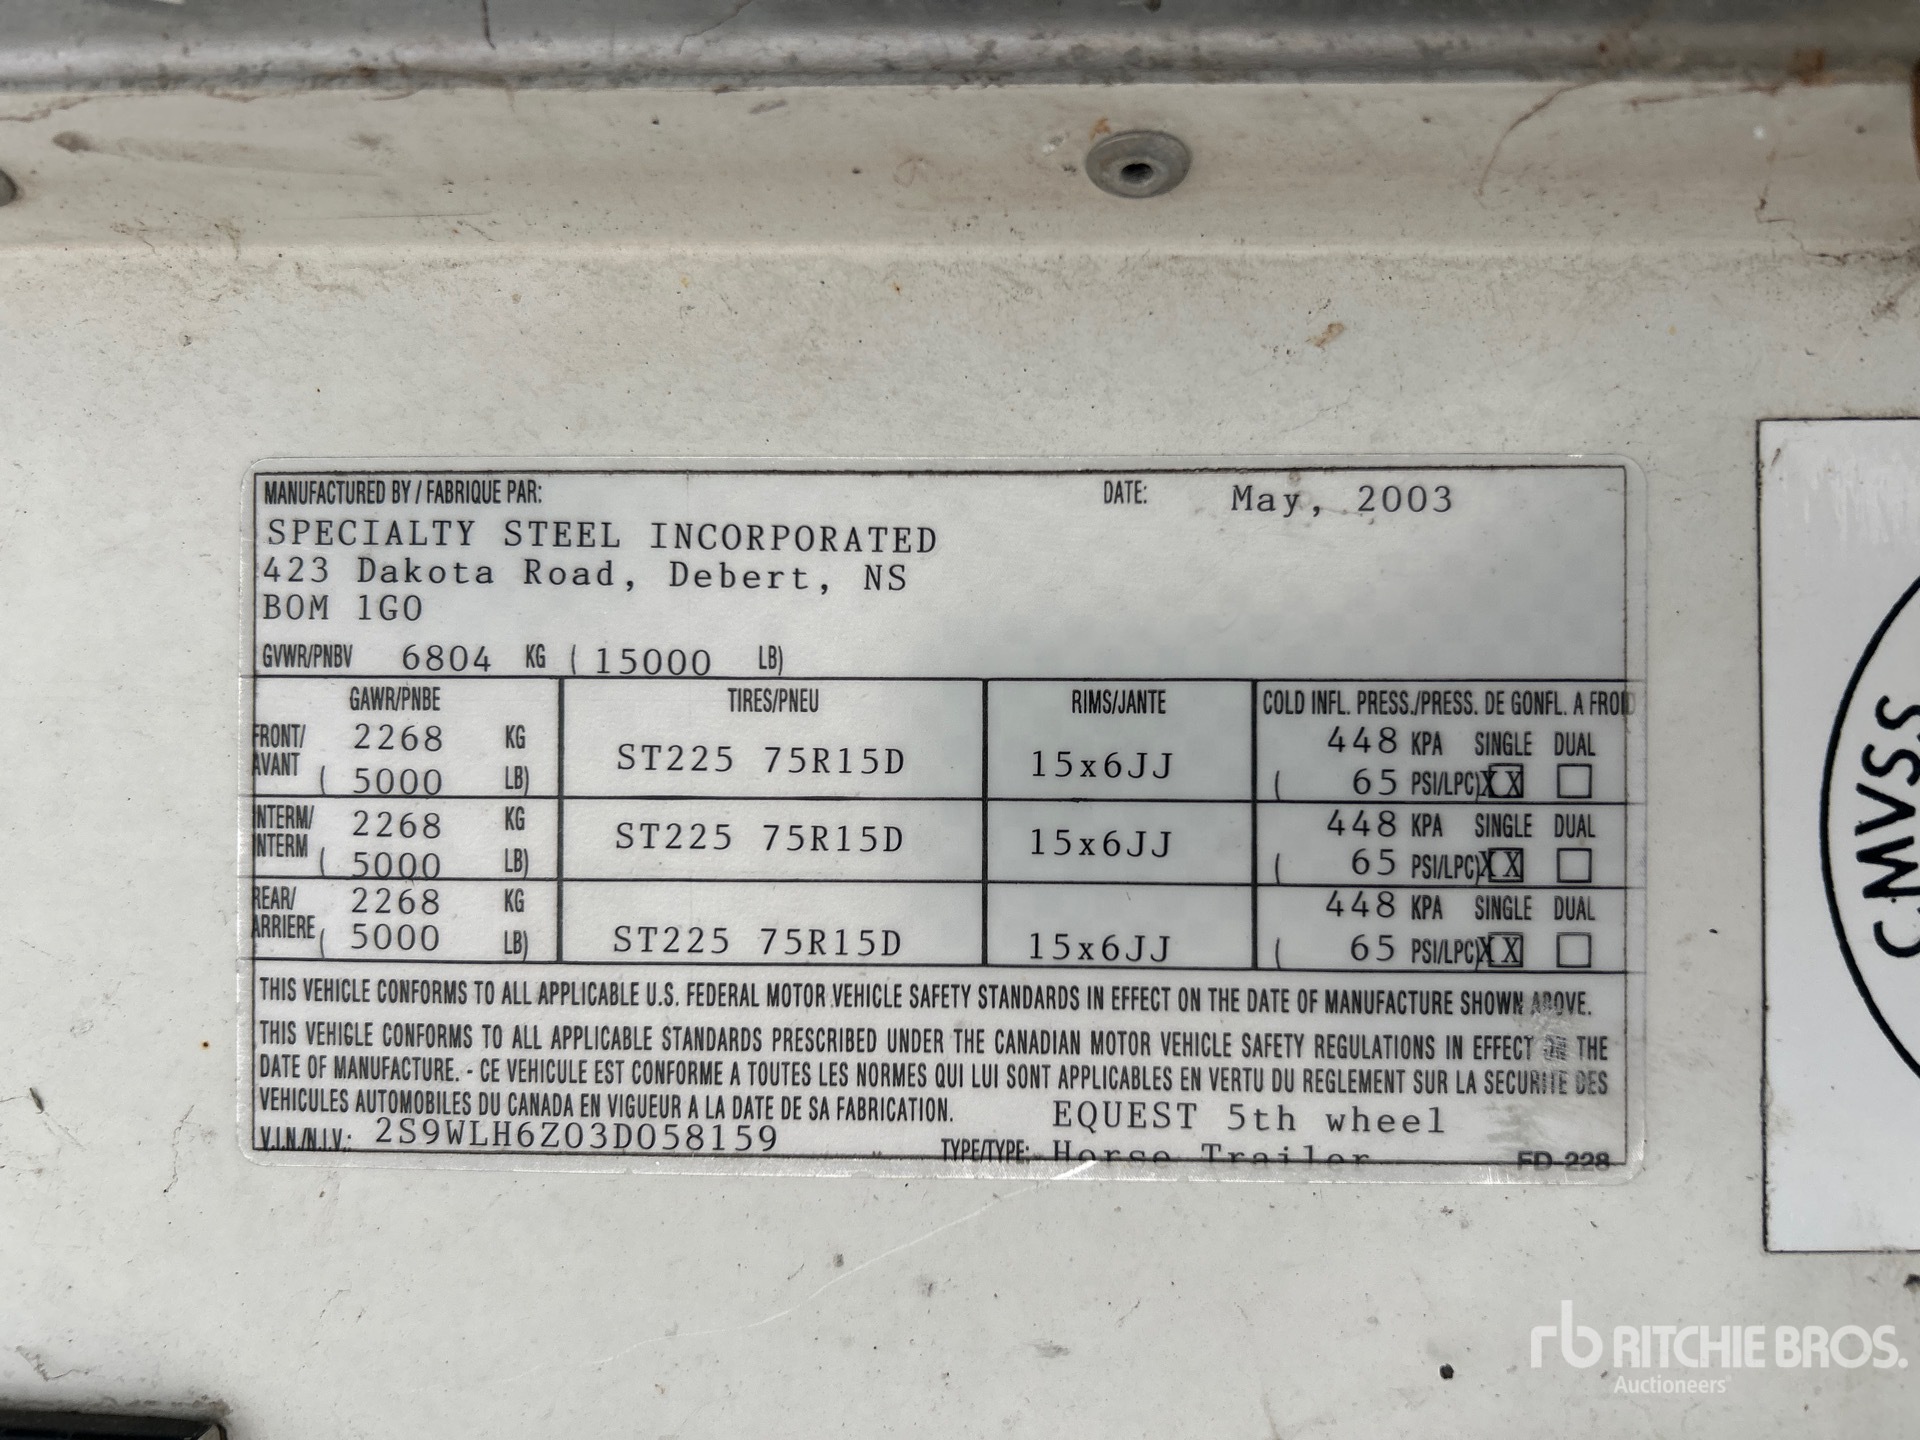 MANUFACTURED BY / FABRIQUE PAR: DATE: May, 2003
SPECIALTY STEEL INCORPORATED
423 Dakota Road, Debert, NS
BOM 1GO
GVWR/PNBV 6804 KG ( 15000 LB)
GAWR/PNBE TIRES/PNEU RIMS/JANTE COLD INFL. PRESS./PRESS. DE GONFL. A FROID
FRONT/ 2268 KG ST225 75R15D 15x6JJ 448 KPA SINGLE DUAL
AVANT ( 5000 LB) ( 65 PSI/LPC) X X
INTERM/ 2268 KG ST225 75R15D 15x6JJ 448 KPA SINGLE DUAL
INTERM ( 5000 LB) ( 65 PSI/LPC) X X
REAR/ 2268 KG ST225 75R15D 15x6JJ 448 KPA SINGLE DUAL
ARRIERE ( 5000 LB) ( 65 PSI/LPC) X X
THIS VEHICLE CONFORMS TO ALL APPLICABLE U.S. FEDERAL MOTOR VEHICLE SAFETY STANDARDS IN EFFECT ON THE DATE OF MANUFACTURE SHOWN ABOVE.
THIS VEHICLE CONFORMS TO ALL APPLICABLE STANDARDS PRESCRIBED UNDER THE CANADIAN MOTOR VEHICLE SAFETY REGULATIONS IN EFFECT ON THE
DATE OF MANUFACTURE. - CE VEHICULE EST CONFORME A TOUTES LES NORMES QUI LUI SONT APPLICABLES EN VERTU DU REGLEMENT SUR LA SECURITE DES
VEHICULES AUTOMOBILES DU CANADA EN VIGUEUR A LA DATE DE SA FABRICATION. EQUEST 5th wheel
V.I.N./N.I.V.: 2S9WLH6Z03D058159 TYPE/TYPE: Horse Trailer FD-228
CMVSS
rb RITCHIE BROS.
Auctioneers